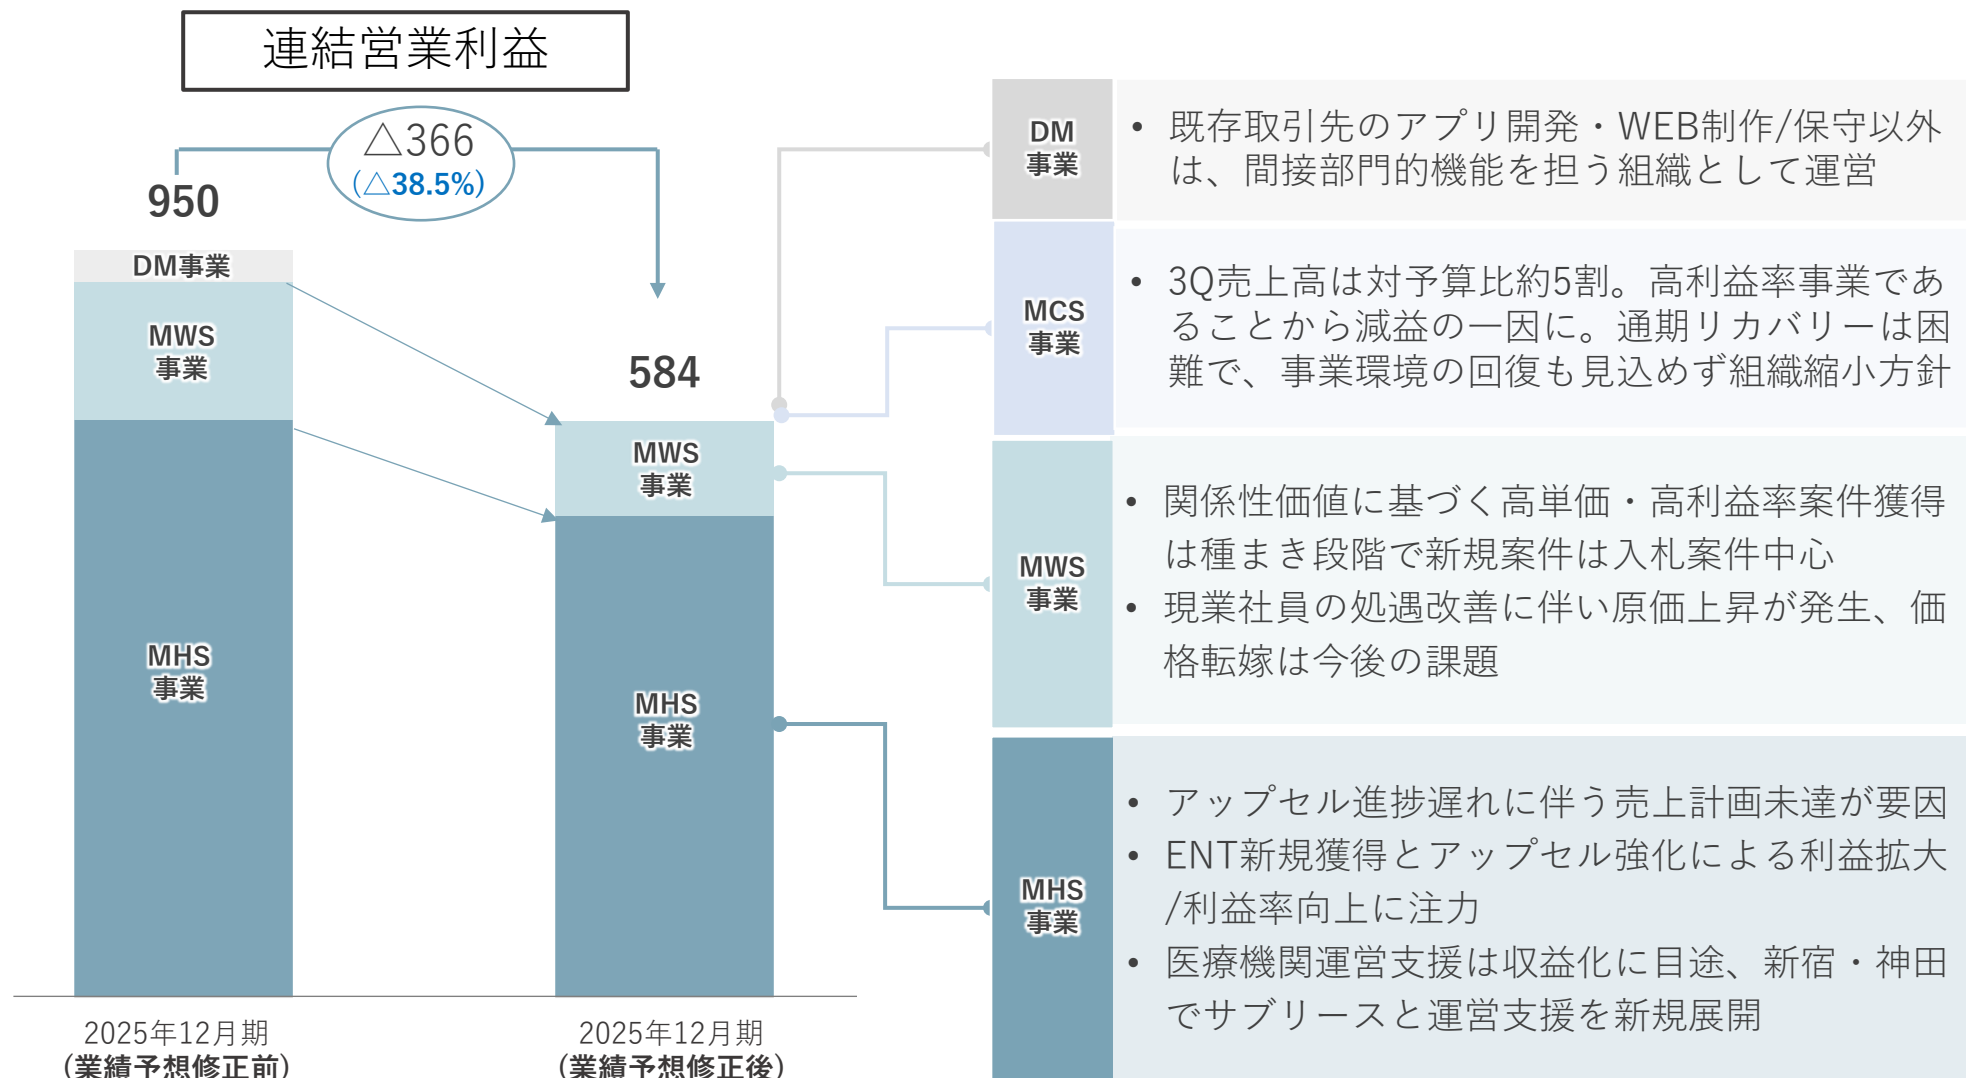 連結営業利益
△366
(△38.5%)
950
DM事業
MWS
事業
MHS
事業
2025年12月期
(業績予想修正前)
584
MWS
事業
MHS
事業
2025年12月期
(業績予想修正後)
DM
事業
• 既存取引先のアプリ開発・WEB制作/保守以外
は、間接部門的機能を担う組織として運営
MCS
事業
• 3Q売上高は対予算比約5割。高利益率事業であ
ることから減益の一因に。通期リカバリーは困
難で、事業環境の回復も見込めず組織縮小方針
MWS
事業
• 関係性価値に基づく高単価・高利益率案件獲得
は種まき段階で新規案件は入札案件中心
• 現業社員の処遇改善に伴い原価上昇が発生、価
格転嫁は今後の課題
MHS
事業
• アップセル進捗遅れに伴う売上計画未達が要因
• ENT新規獲得とアップセル強化による利益拡大
/利益率向上に注力
• 医療機関運営支援は収益化に目途、新宿・神田
でサブリースと運営支援を新規展開